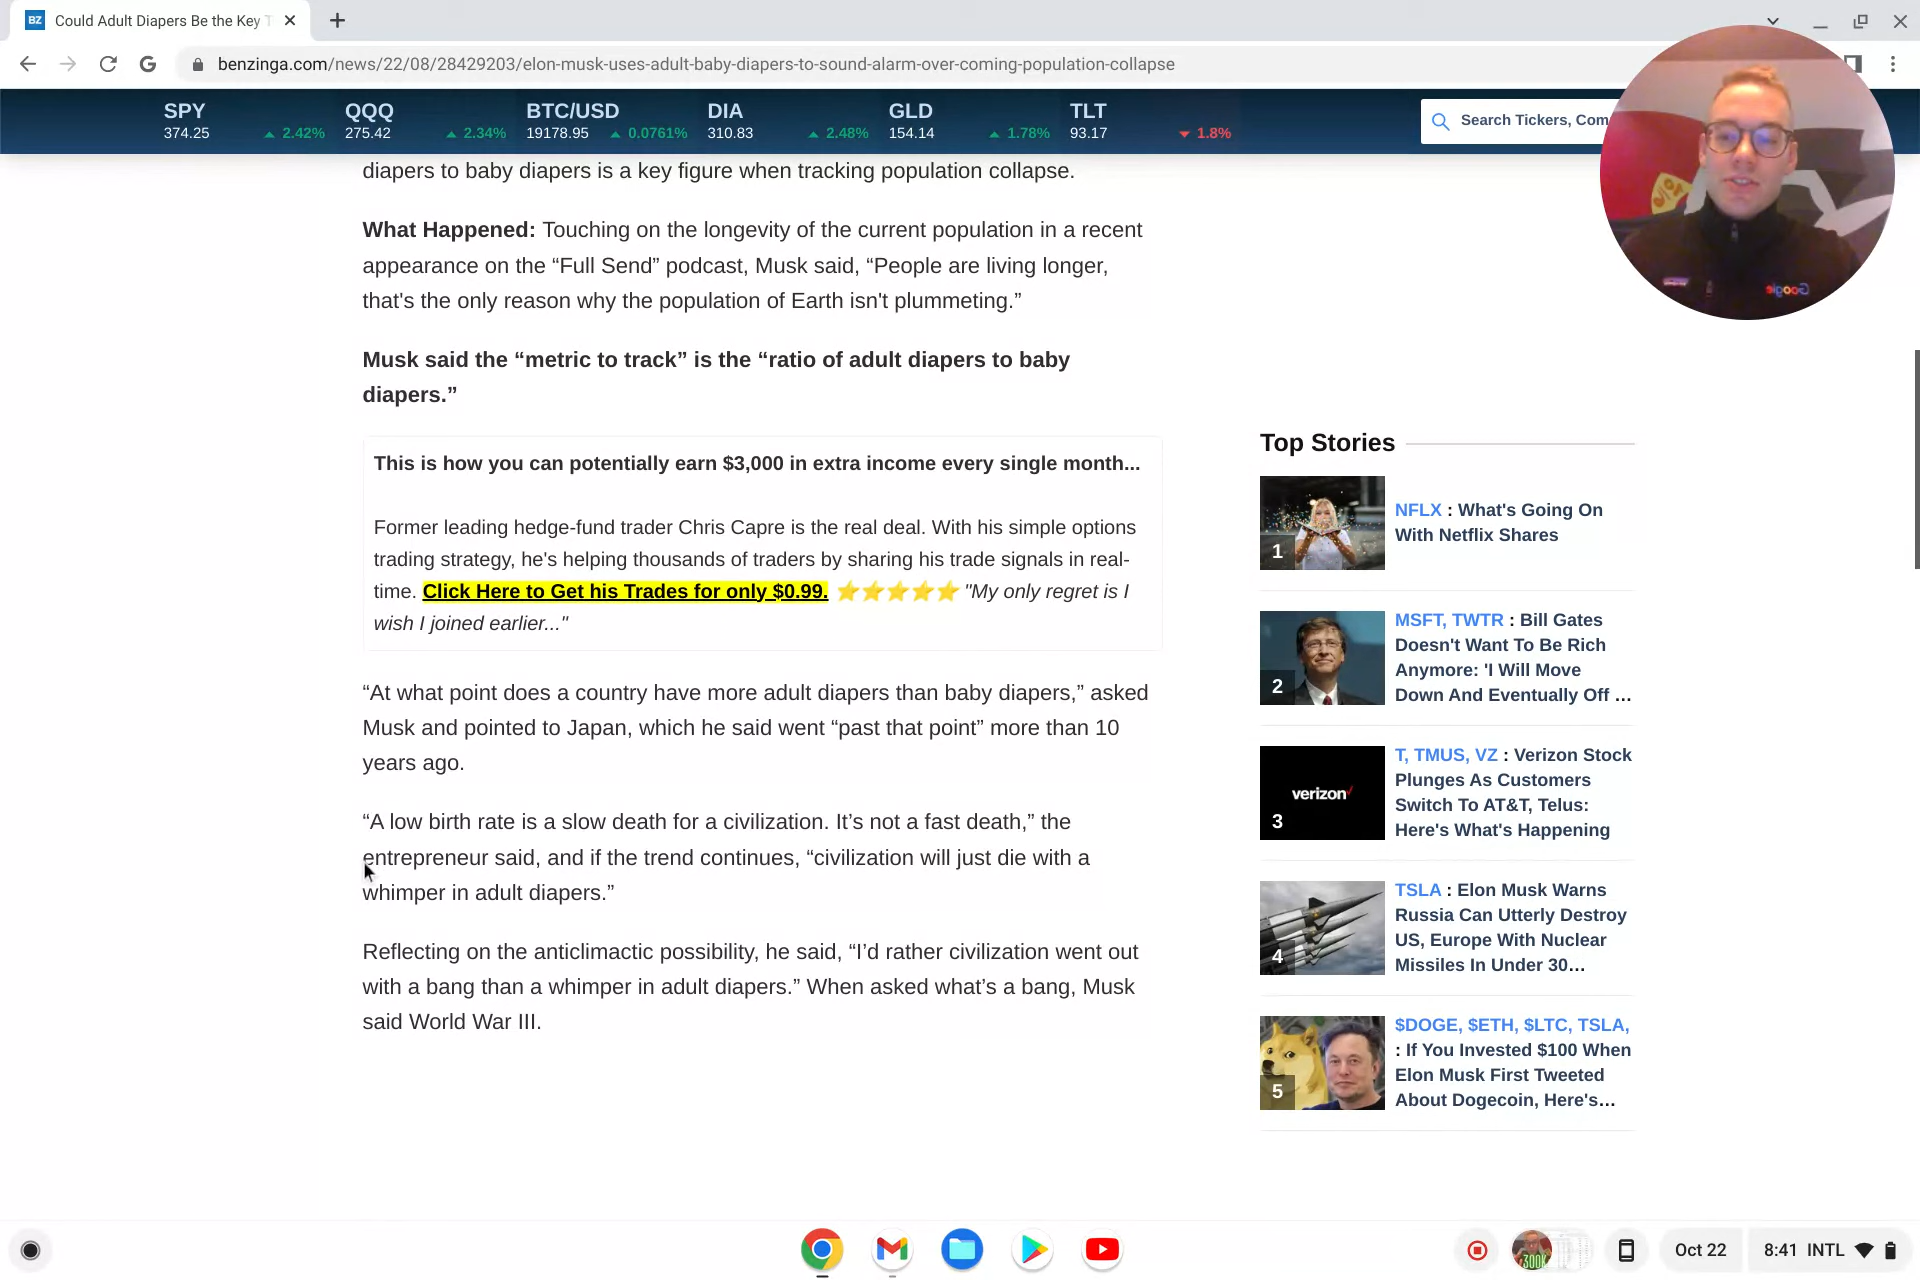 BZ Could Adult Diapers Be the Key T
benzinga.com/news/22/08/28429203/elon-musk-uses-adult-baby-diapers-to-sound-alarm-over-coming-population-collapse
SPY QQQ BTC/USD DIA GLD TLT
374.25 2.42% 275.42 2.34% 19178.95 0.0761% 310.83 2.48% 154.14 1.78% 93.17 1.8%
Search Tickers, Com
Google
diapers to baby diapers is a key figure when tracking population collapse.
What Happened: Touching on the longevity of the current population in a recent
appearance on the “Full Send” podcast, Musk said, “People are living longer,
that's the only reason why the population of Earth isn't plummeting.”
Musk said the “metric to track” is the “ratio of adult diapers to baby
diapers.”
This is how you can potentially earn $3,000 in extra income every single month...
Former leading hedge-fund trader Chris Capre is the real deal. With his simple options
trading strategy, he's helping thousands of traders by sharing his trade signals in real-
time. Click Here to Get his Trades for only $0.99. ⭐⭐⭐⭐⭐ "My only regret is I
wish I joined earlier..."
“At what point does a country have more adult diapers than baby diapers,” asked
Musk and pointed to Japan, which he said went “past that point” more than 10
years ago.
“A low birth rate is a slow death for a civilization. It’s not a fast death,” the
entrepreneur said, and if the trend continues, “civilization will just die with a
whimper in adult diapers.”
Reflecting on the anticlimactic possibility, he said, “I’d rather civilization went out
with a bang than a whimper in adult diapers.” When asked what’s a bang, Musk
said World War III.
Top Stories
1
NFLX : What's Going On
With Netflix Shares
2
MSFT, TWTR : Bill Gates
Doesn't Want To Be Rich
Anymore: 'I Will Move
Down And Eventually Off ...
verizon
3
T, TMUS, VZ : Verizon Stock
Plunges As Customers
Switch To AT&T, Telus:
Here's What's Happening
4
TSLA : Elon Musk Warns
Russia Can Utterly Destroy
US, Europe With Nuclear
Missiles In Under 30...
5
$DOGE, $ETH, $LTC, TSLA,
: If You Invested $100 When
Elon Musk First Tweeted
About Dogecoin, Here's...
300K
Oct 22 8:41 INTL